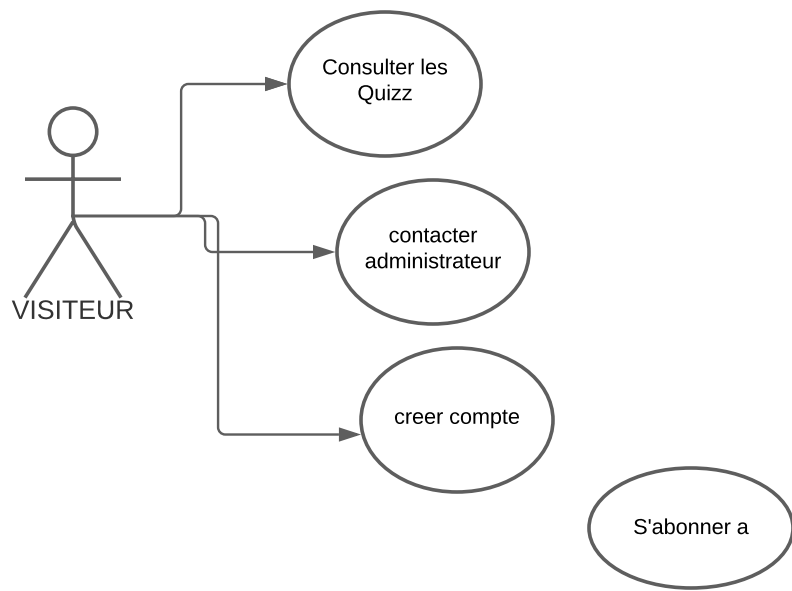 Consulter les
Quizz
contacter
administrateur
VISITEUR
creer compte
S'abonner a